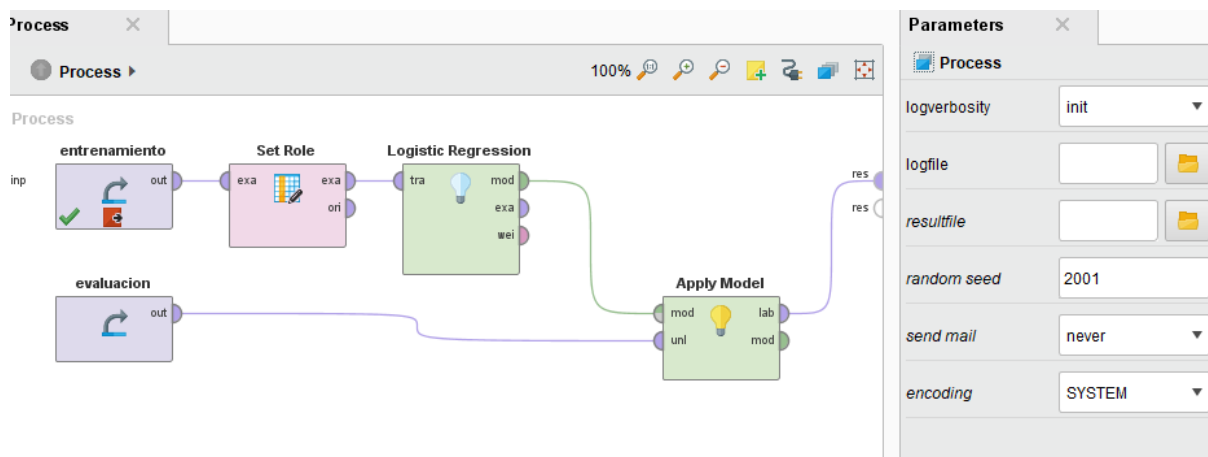 Process
Process
100%
Process
entrenamiento
Set Role
Logistic Regression
inp
out
exa
exa
ori
tra
mod
exa
wei
res
res
evaluacion
out
Apply Model
mod
lab
unl
mod
Parameters
Process
logverbosity
init
logfile
resultfile
random seed
2001
send mail
never
encoding
SYSTEM